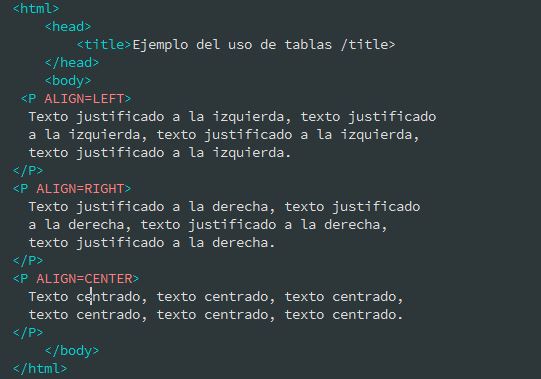 <html>
<head>
<title>Ejemplo del uso de tablas /title>
</head>
<body>
<P ALIGN=LEFT>
Texto justificado a la izquierda, texto justificado
a la izquierda, texto justificado a la izquierda,
texto justificado a la izquierda.
</P>
<P ALIGN=RIGHT>
Texto justificado a la derecha, texto justificado
a la derecha, texto justificado a la derecha,
texto justificado a la derecha.
</P>
<P ALIGN=CENTER>
Texto centrado, texto centrado, texto centrado,
texto centrado, texto centrado, texto centrado.
</P>
</body>
</html>